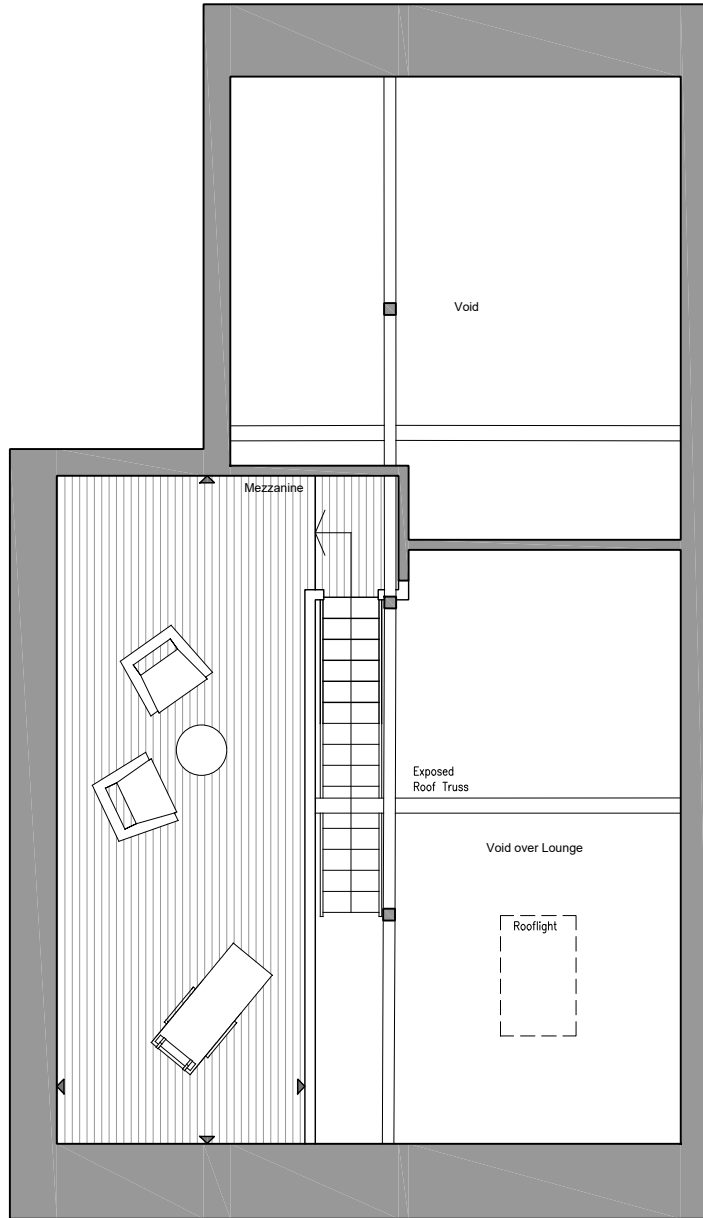 Void
Mezzanine
Exposed
Roof Truss
Void over Lounge
Rooflight